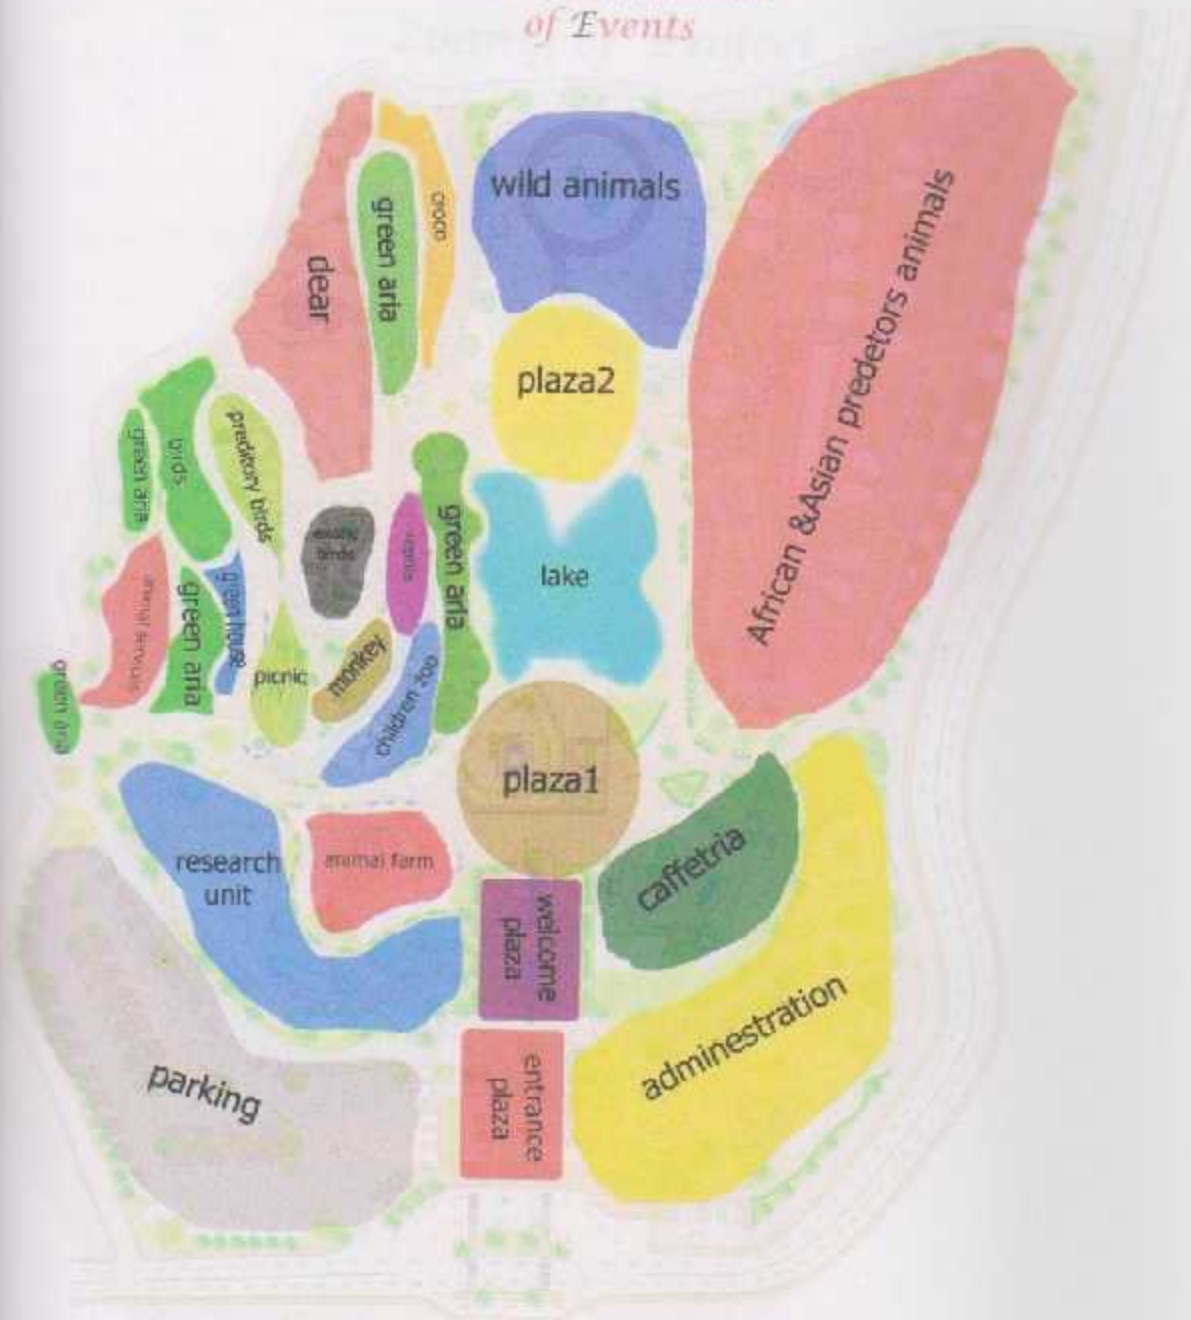 of Events
wild animals
croco
green aria
dear
African &Asian predetors animals
plaza2
green aria
birds
preditory birds
birds
green aria
lake
green aria
green house
picnic
monkey
children zoo
green aria
plaza1
research
unit
animal farm
caffetria
welcome
plaza
adminestration
entrance
plaza
parking